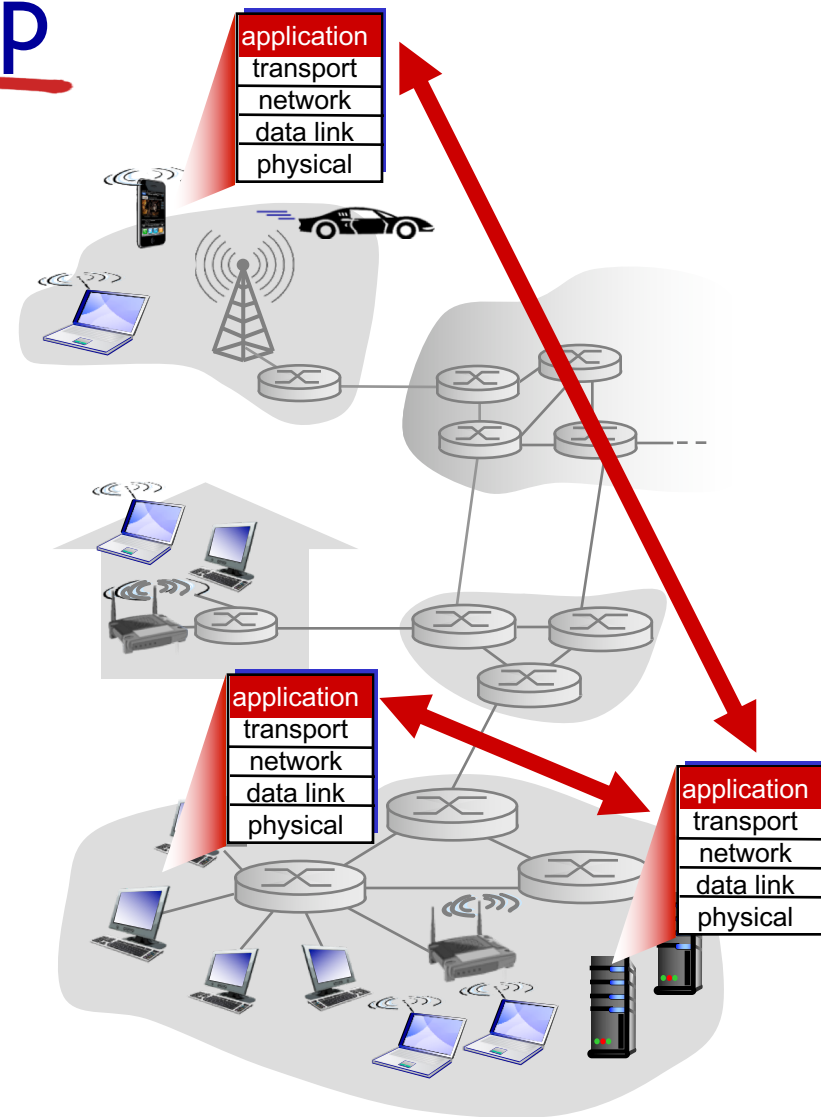 p
application
transport
network
data link
physical
application
transport
network
data link
physical
application
transport
network
data link
physical